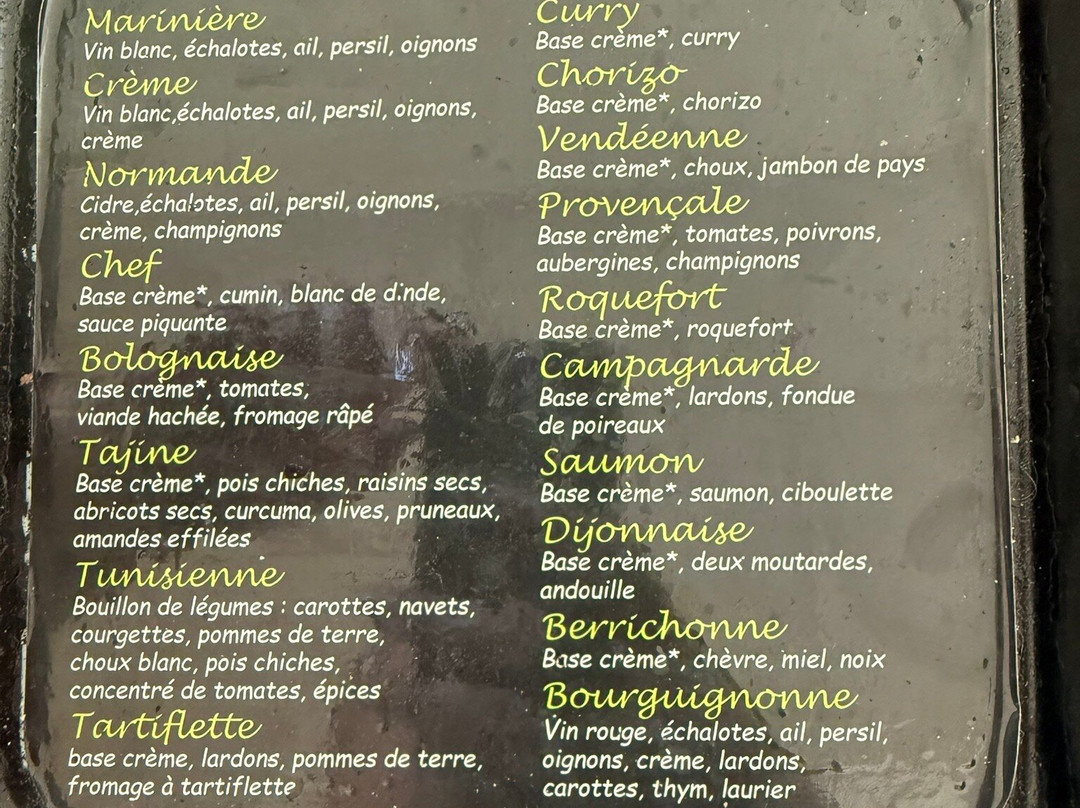 Marinière
Vin blanc, échalotes, ail, persil, oignons
Crème
Vin blanc,échalotes, ail, persil, oignons,
crème
Normande
Cidre,échalotes, ail, persil, oignons,
crème, champignons
Chef
Base crème*, cumin, blanc de dinde,
sauce piquante
Bolognaise
Base crème*, tomates,
viande hachée, fromage râpé
Tajine
Base crème*, pois chiches, raisins secs,
abricots secs, curcuma, olives, pruneaux,
amandes effilées
Tunisienne
Bouillon de légumes : carottes, navets,
courgettes, pommes de terre,
choux blanc, pois chiches,
concentré de tomates, épices
Tartiflette
base crème, lardons, pommes de terre,
fromage à tartiflette
Curry
Base crème*, curry
Chorizo
Base crème*, chorizo
Vendéenne
Base crème*, choux, jambon de pays
Provençale
Base crème*, tomates, poivrons,
aubergines, champignons
Roquefort
Base crème*, roquefort
Campagnarde
Base crème*, lardons, fondue
de poireaux
Saumon
Base crème*, saumon, ciboulette
Dijonnaise
Base crème*, deux moutardes,
andouille
Berrichonne
Base crème*, chèvre, miel, noix
Bourguignonne
Vin rouge, échalotes, ail, persil,
oignons, crème, lardons,
carottes, thym, laurier